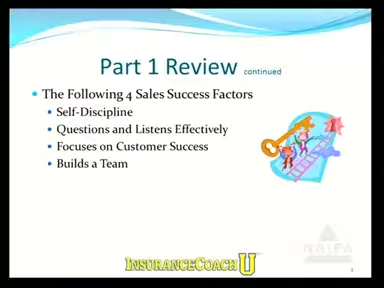 Part 1 Review continued
• The Following 4 Sales Success Factors
• Self-Discipline
• Questions and Listens Effectively
• Focuses on Customer Success
• Builds a Team
INSURANCECOACH U